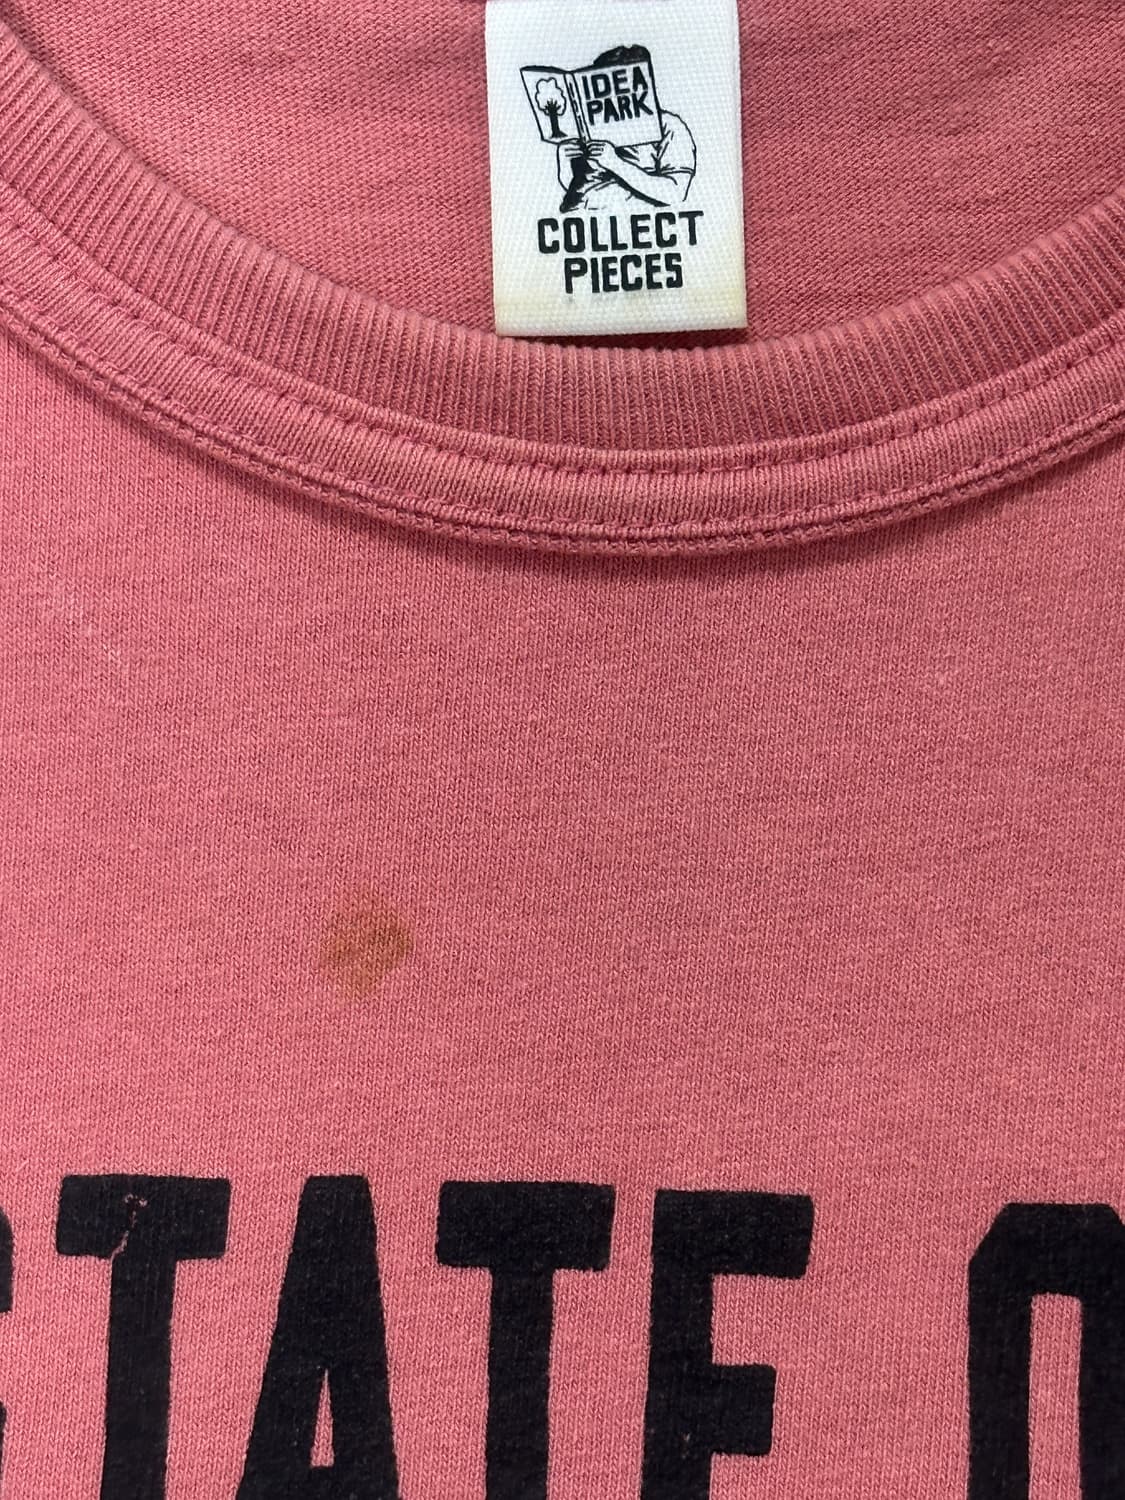 IDEA
PARK
COLLECT
PIECES
STATE O